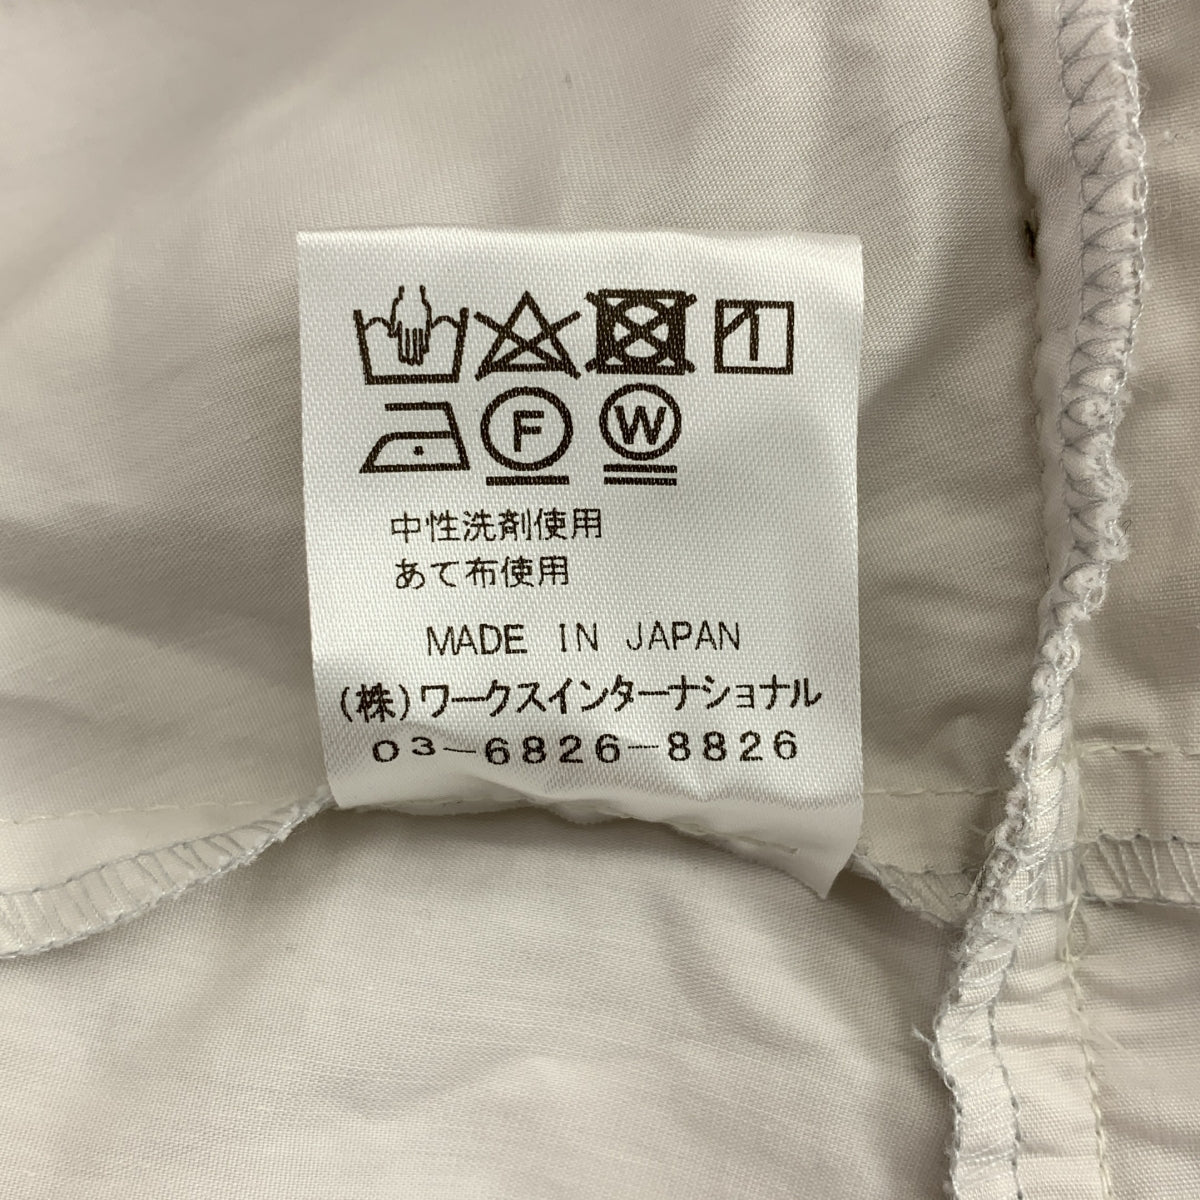 F W
中性洗剤使用
あて布使用
MADE IN JAPAN
(株)ワークスインターナショナル
03-6826-8826